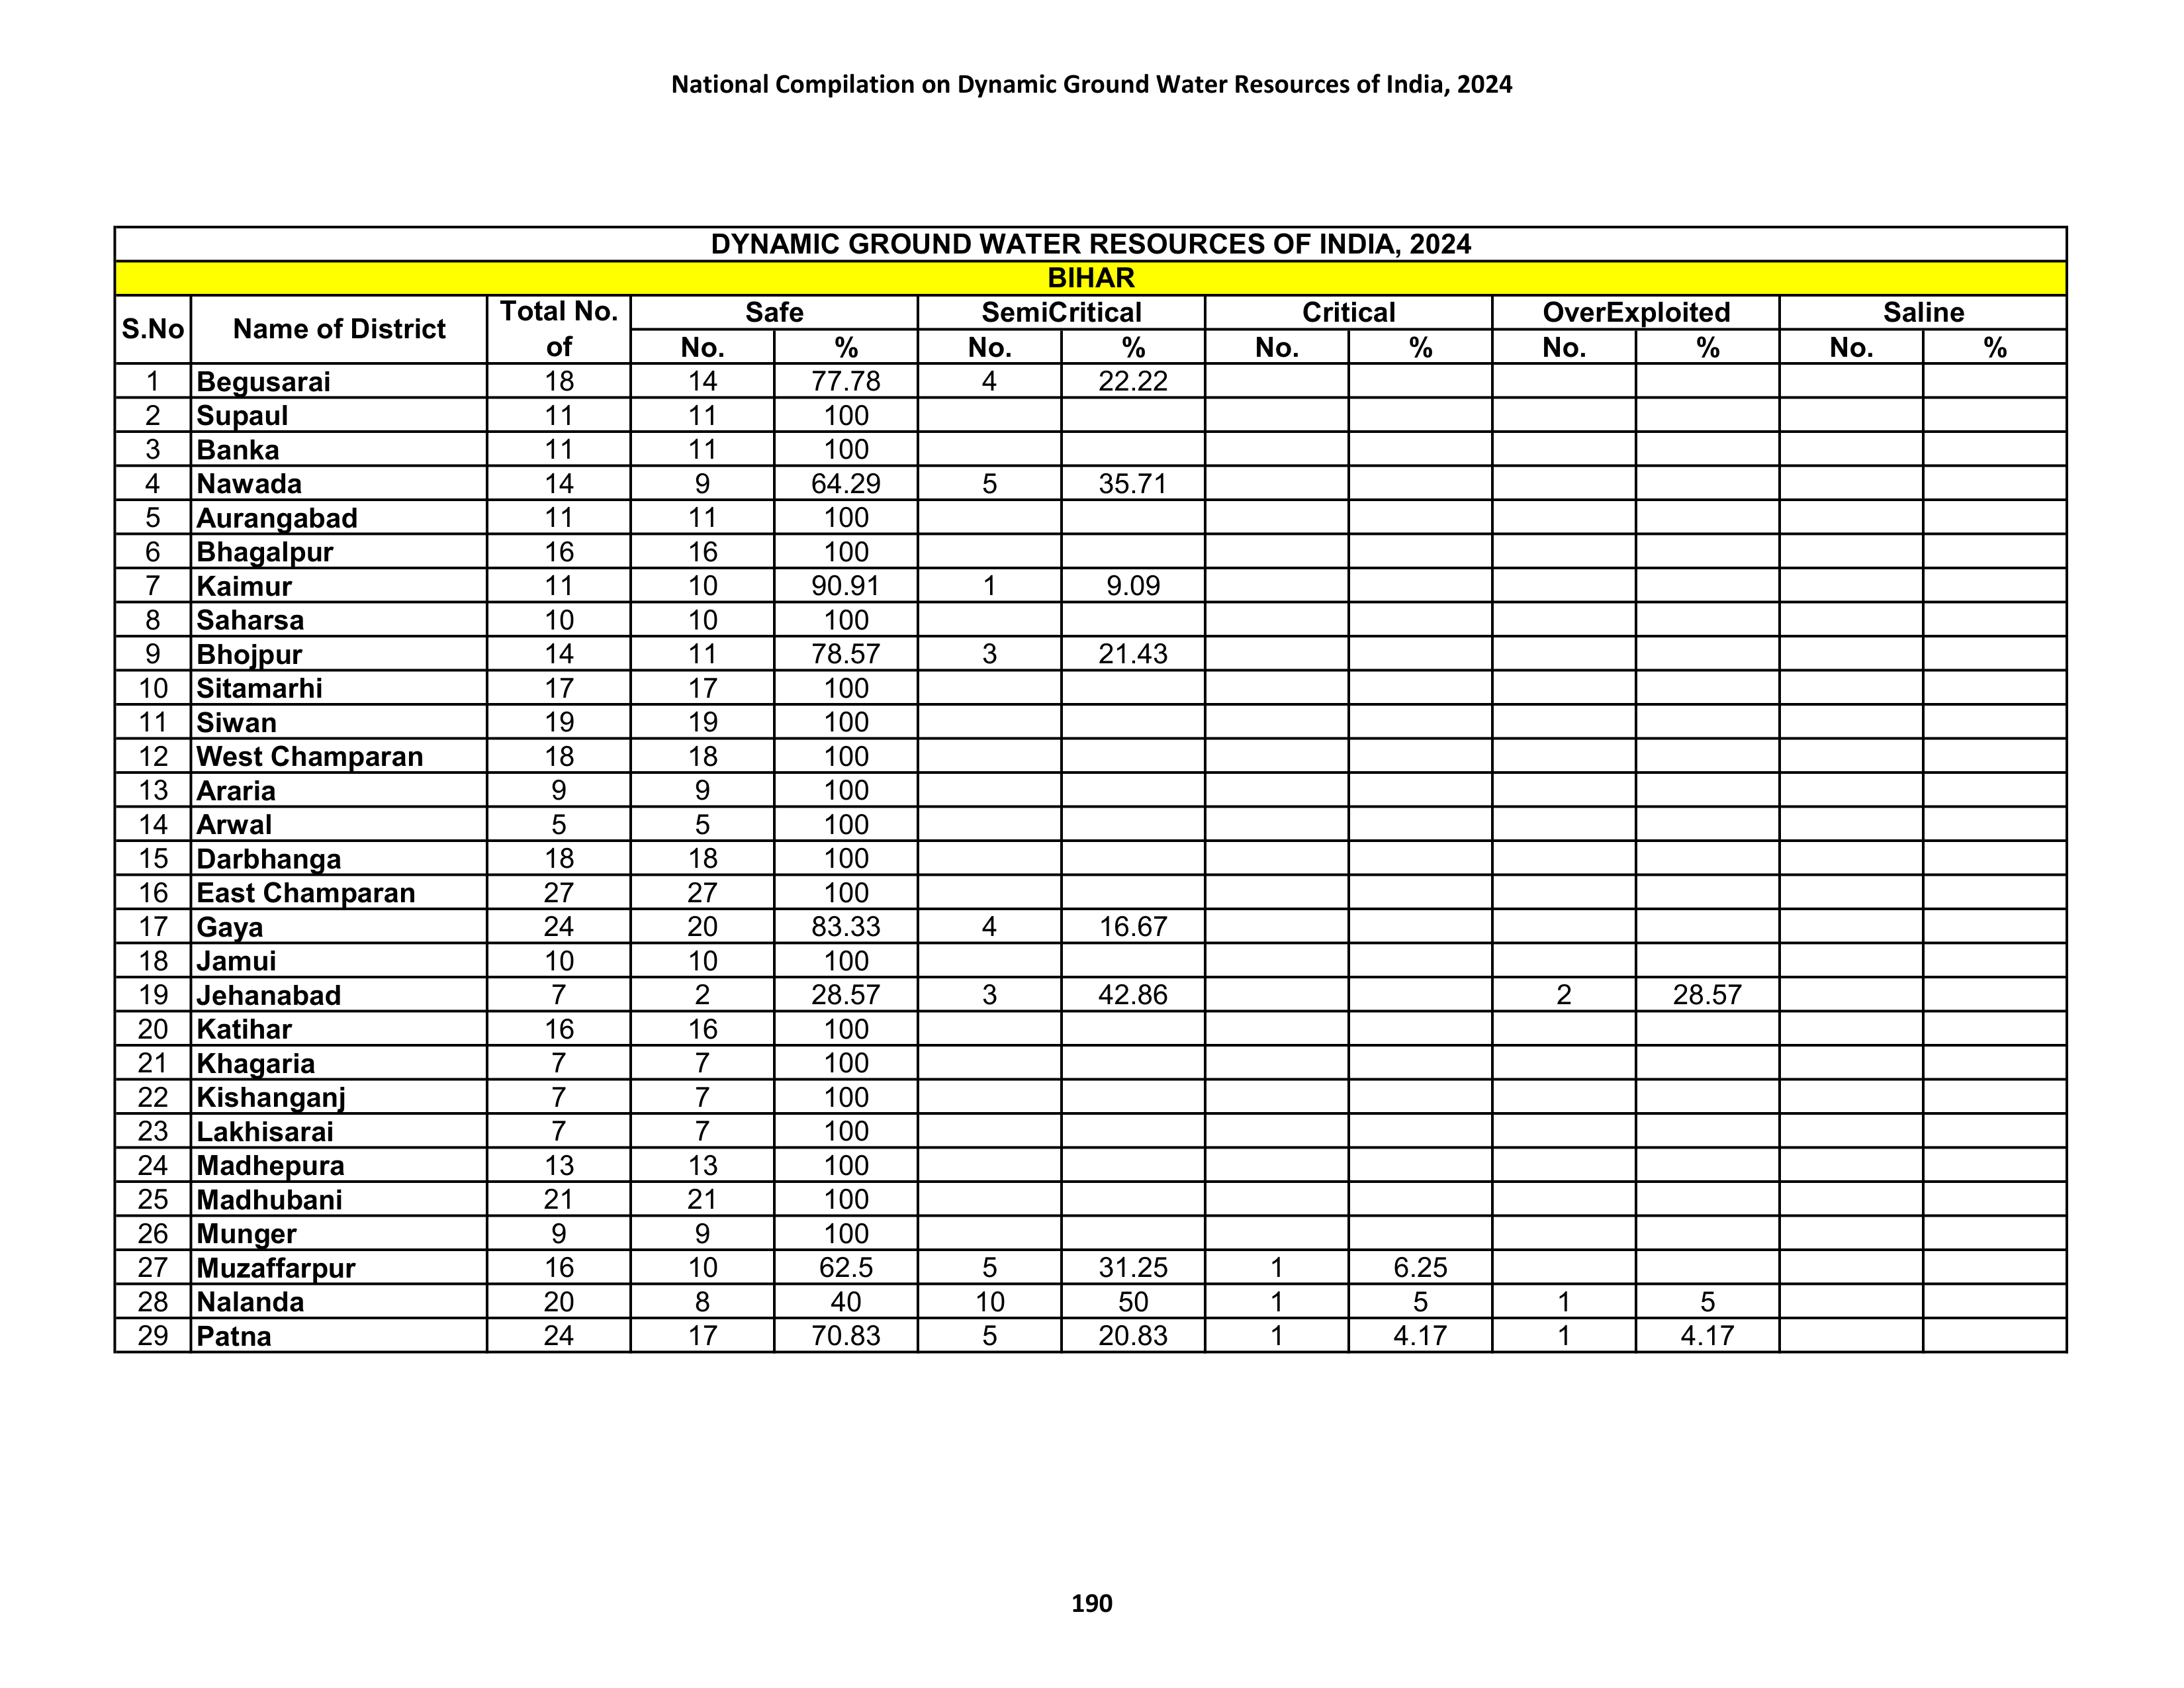 National Compilation on Dynamic Ground Water Resources of India, 2024
DYNAMIC GROUND WATER RESOURCES OF INDIA, 2024
BIHAR
S.No Name of District Total No. of Safe SemiCritical Critical OverExploited Saline
No. % No. % No. % No. % No. %
1 Begusarai 18 14 77.78 4 22.22
2 Supaul 11 11 100
3 Banka 11 11 100
4 Nawada 14 9 64.29 5 35.71
5 Aurangabad 11 11 100
6 Bhagalpur 16 16 100
7 Kaimur 11 10 90.91 1 9.09
8 Saharsa 10 10 100
9 Bhojpur 14 11 78.57 3 21.43
10 Sitamarhi 17 17 100
11 Siwan 19 19 100
12 West Champaran 18 18 100
13 Araria 9 9 100
14 Arwal 5 5 100
15 Darbhanga 18 18 100
16 East Champaran 27 27 100
17 Gaya 24 20 83.33 4 16.67
18 Jamui 10 10 100
19 Jehanabad 7 2 28.57 3 42.86 2 28.57
20 Katihar 16 16 100
21 Khagaria 7 7 100
22 Kishanganj 7 7 100
23 Lakhisarai 7 7 100
24 Madhepura 13 13 100
25 Madhubani 21 21 100
26 Munger 9 9 100
27 Muzaffarpur 16 10 62.5 5 31.25 1 6.25
28 Nalanda 20 8 40 10 50 1 5 1 5
29 Patna 24 17 70.83 5 20.83 1 4.17 1 4.17
190